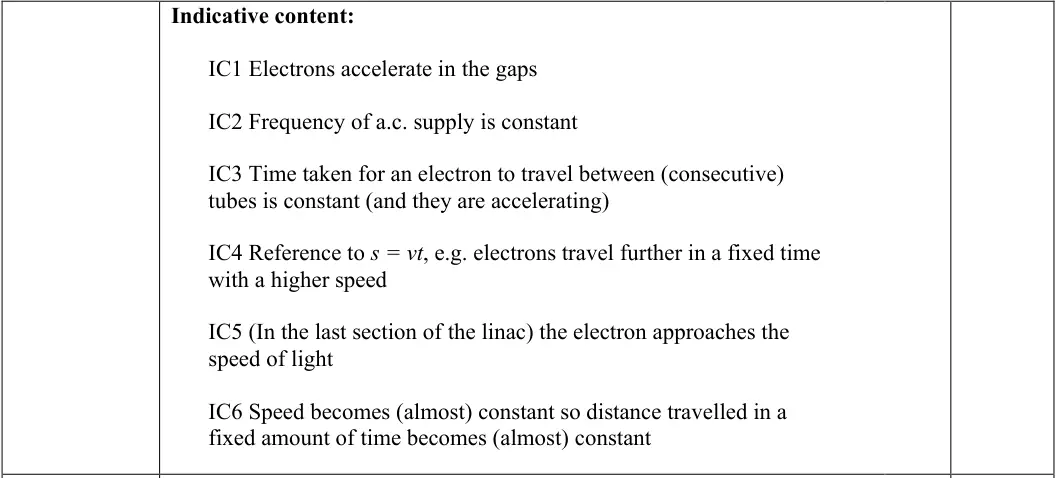 Indicative content:
IC1 Electrons accelerate in the gaps
IC2 Frequency of a.c. supply is constant
IC3 Time taken for an electron to travel between (consecutive)
tubes is constant (and they are accelerating)
IC4 Reference to s = vt, e.g. electrons travel further in a fixed time
with a higher speed
IC5 (In the last section of the linac) the electron approaches the
speed of light
IC6 Speed becomes (almost) constant so distance travelled in a
fixed amount of time becomes (almost) constant